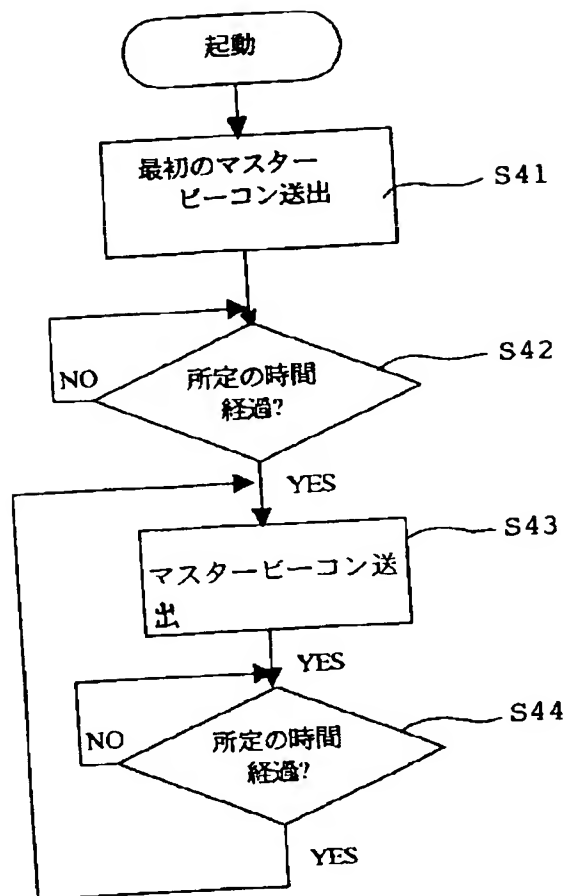 起動
最初のマスター
ビーコン送出
S41
所定の時間
経過?
S42
NO
YES
マスタービーコン送
出
S43
YES
所定の時間
経過?
S44
NO
YES